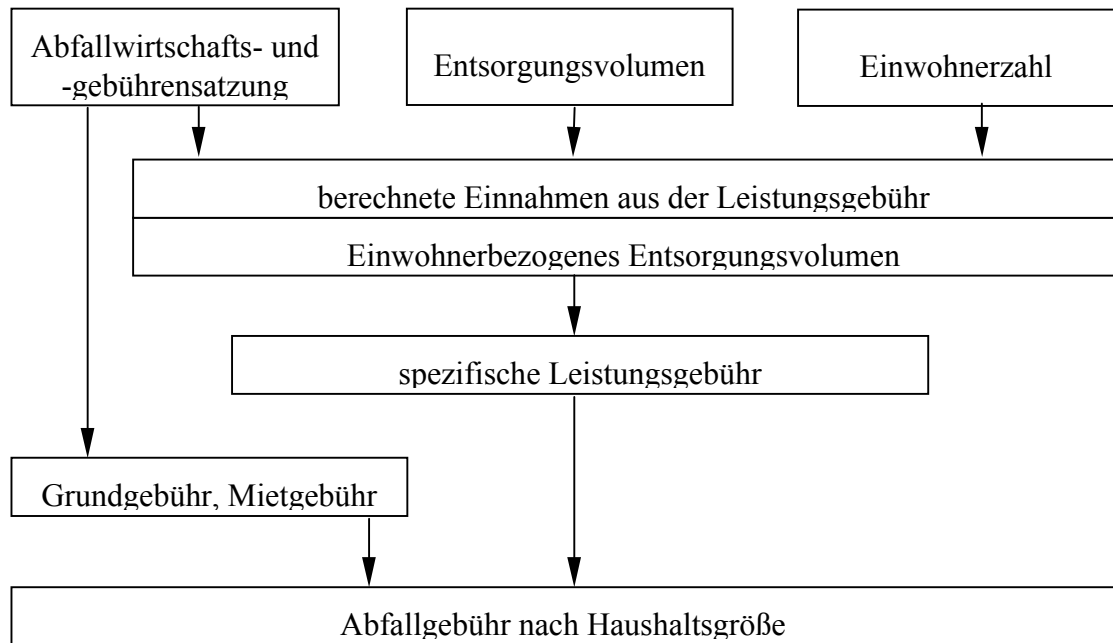 Abfallwirtschafts- und
-gebührensatzung
Entsorgungsvolumen
Einwohnerzahl
berechnete Einnahmen aus der Leistungsgebühr
Einwohnerbezogenes Entsorgungsvolumen
spezifische Leistungsgebühr
Grundgebühr, Mietgebühr
Abfallgebühr nach Haushaltsgröße